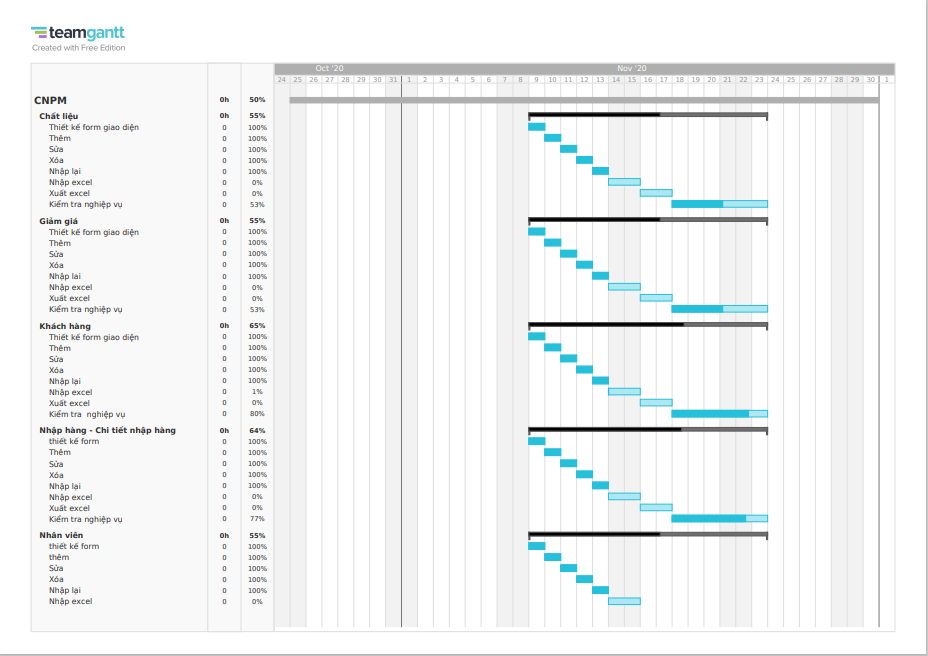 teamgantt
Created with Free Edition
Oct '20 Nov '20
24 25 26 27 28 29 30 31 1 2 3 4 5 6 7 8 9 10 11 12 13 14 15 16 17 18 19 20 21 22 23 24 25 26 27 28 29 30 1
CNPM 0h 50%
Chất liệu 0h 55%
Thiết kế form giao diện 0 100%
Thêm 0 100%
Sửa 0 100%
Xóa 0 100%
Nhập lại 0 100%
Nhập excel 0 0%
Xuất excel 0 0%
Kiểm tra nghiệp vụ 0 53%
Giảm giá 0h 55%
Thiết kế form giao diện 0 100%
Thêm 0 100%
Sửa 0 100%
Xóa 0 100%
Nhập lai 0 100%
Nhập excel 0 0%
Xuất excel 0 0%
Kiểm tra nghiệp vụ 0 53%
Khách hàng 0h 65%
Thiết kế form giao diện 0 100%
Thêm 0 100%
Sửa 0 100%
Xóa 0 100%
Nhập lại 0 100%
Nhập excel 0 1%
Xuất excel 0 0%
Kiểm tra nghiệp vụ 0 80%
Nhập hàng - Chi tiết nhập hàng 0h 64%
thiết kế form 0 100%
Thêm 0 100%
Sửa 0 100%
Xóa 0 100%
Nhập lại 0 100%
Nhập excel 0 0%
Xuất excel 0 0%
Kiểm tra nghiệp vụ 0 77%
Nhân viên 0h 55%
thiết kế form 0 100%
thêm 0 100%
Sửa 0 100%
Xóa 0 100%
Nhập lại 0 100%
Nhập excel 0 0%